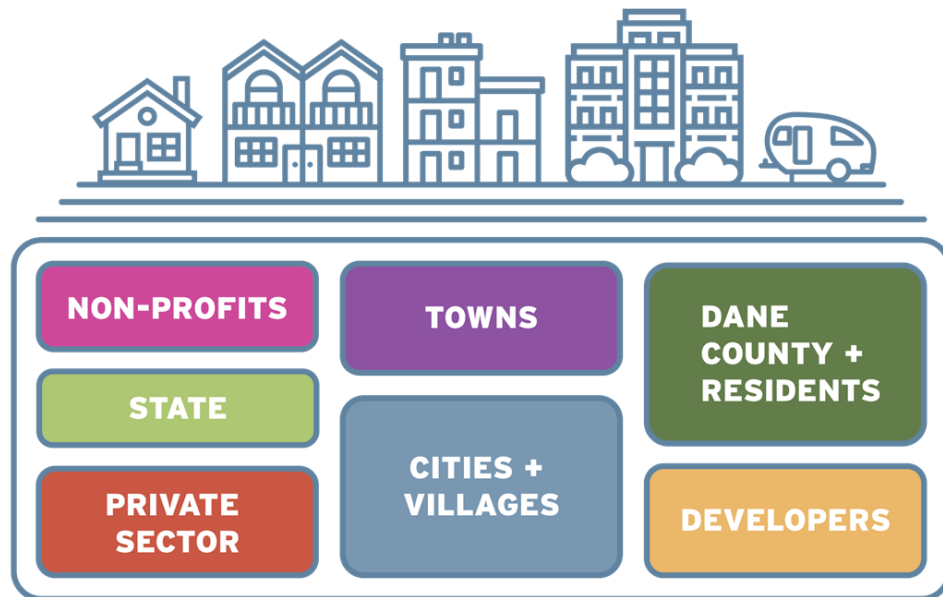 NON-PROFITS
STATE
PRIVATE
SECTOR
TOWNS
CITIES +
VILLAGES
DANE
COUNTY +
RESIDENTS
DEVELOPERS